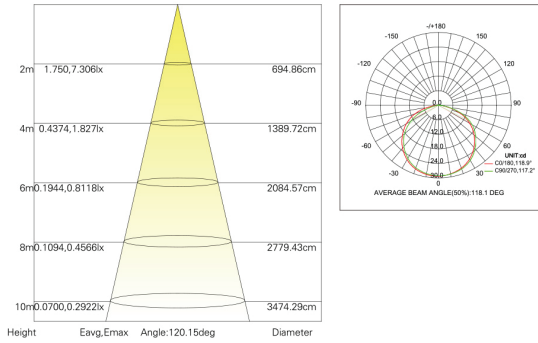 2m 1.750,7.306lx 694.86cm
4m 0.4374,1.827lx 1389.72cm
6m 0.1944,0.8118lx 2084.57cm
8m 0.1094,0.4566lx 2779.43cm
10m 0.0700,0.2922lx 3474.29cm
Height Eavg,Emax Angle:120.15deg Diameter
-/+180
-150 150
-120 120
-90 90
-60 60
-30 30
0
0.0
6.0
12.0
18.0
24.0
30.0
UNIT:cd
C0/180,118.9°
C90/270,117.2°
AVERAGE BEAM ANGLE(50%):118.1 DEG